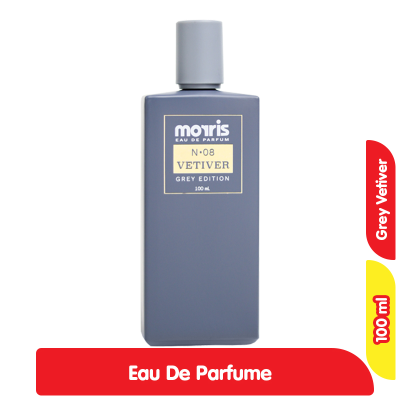 morris
EAU DE PARFUM
N•08
VETIVER
GREY EDITION
100 mL
Grey Vetiver
100 ml
Eau De Parfume